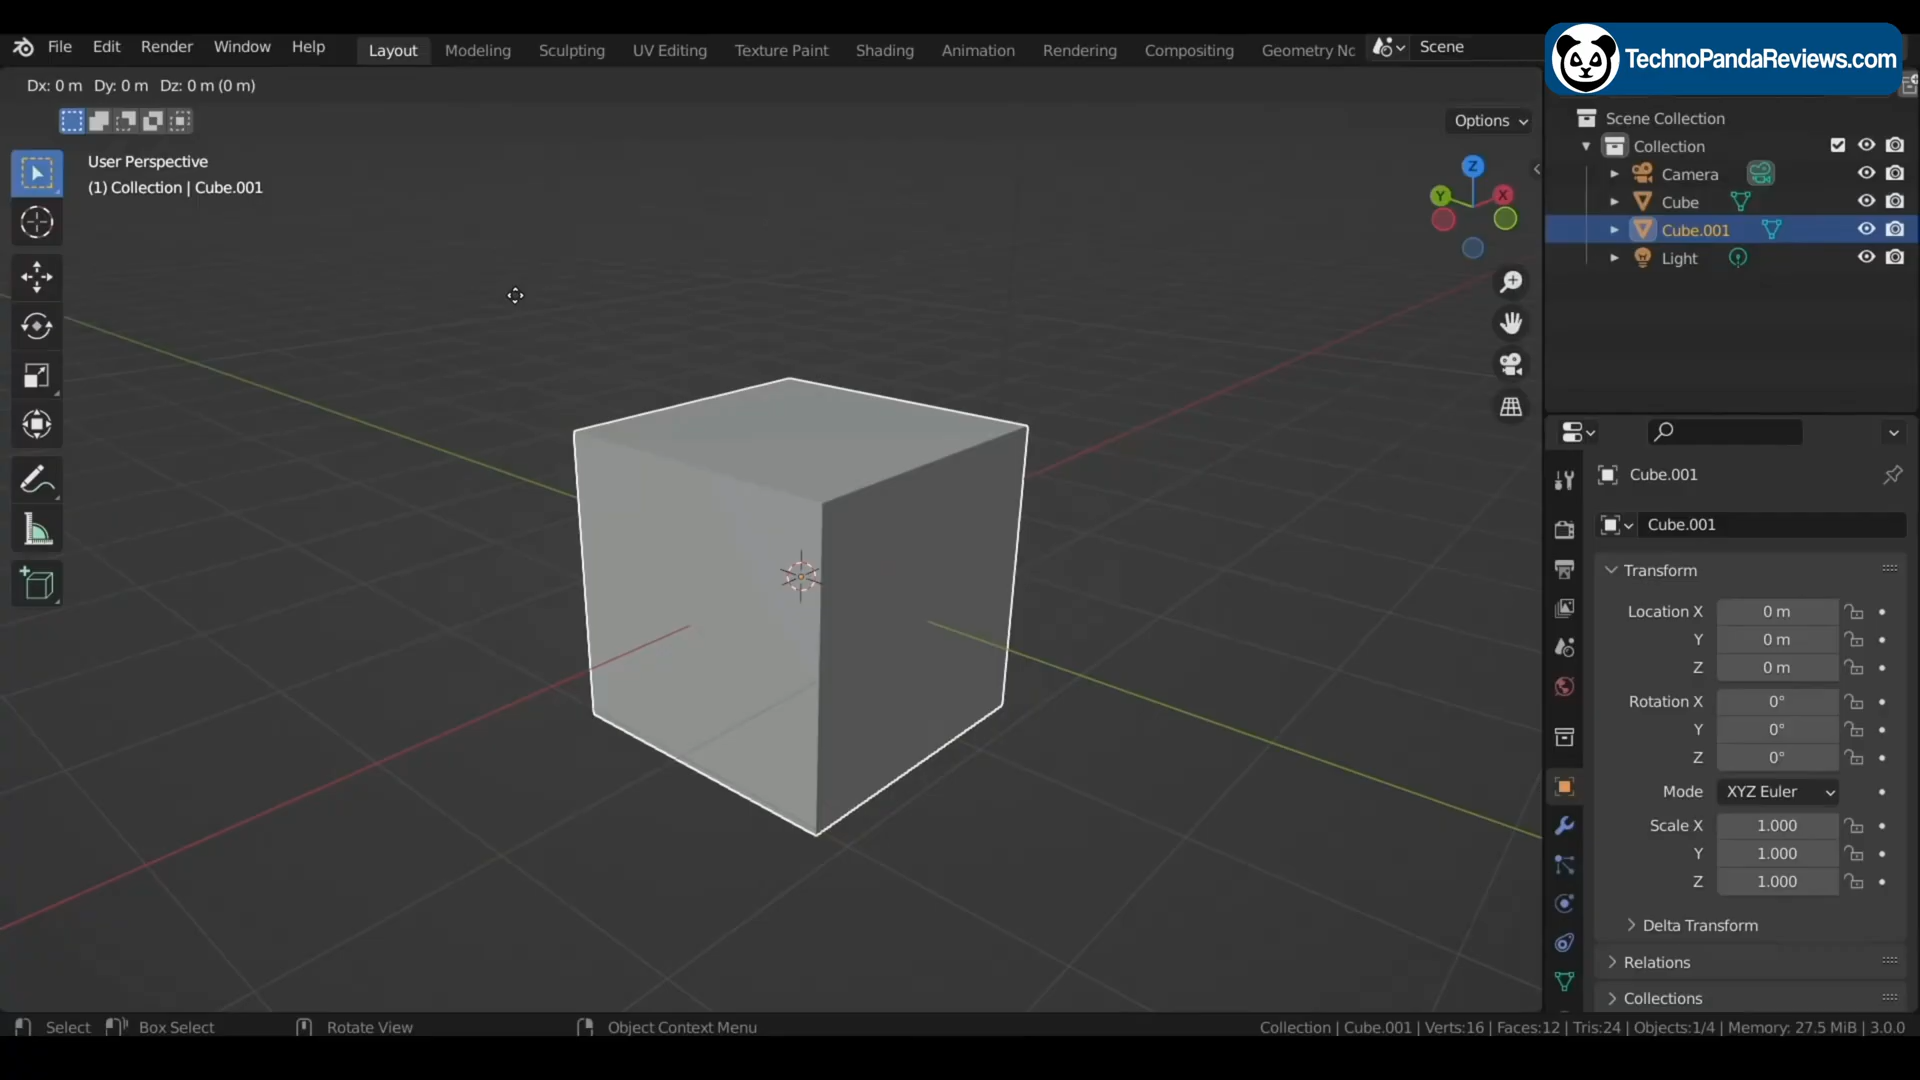 File Edit Render Window Help Layout Modeling Sculpting UV Editing Texture Paint Shading Animation Rendering Compositing Geometry Nc Scene
TechnoPandaReviews.com
Dx: 0 m Dy: 0 m Dz: 0 m (0 m)
Options
User Perspective
(1) Collection | Cube.001
Z
Y
X
Scene Collection
Collection
Camera
Cube
Cube.001
Light
Cube.001
Cube.001
Transform
Location X 0 m
Y 0 m
Z 0 m
Rotation X 0°
Y 0°
Z 0°
Mode XYZ Euler
Scale X 1.000
Y 1.000
Z 1.000
Delta Transform
Relations
Collections
Select Box Select Rotate View Object Context Menu Collection | Cube.001 | Verts:16 | Faces:12 | Tris:24 | Objects:1/4 | Memory: 27.5 MiB | 3.0.0